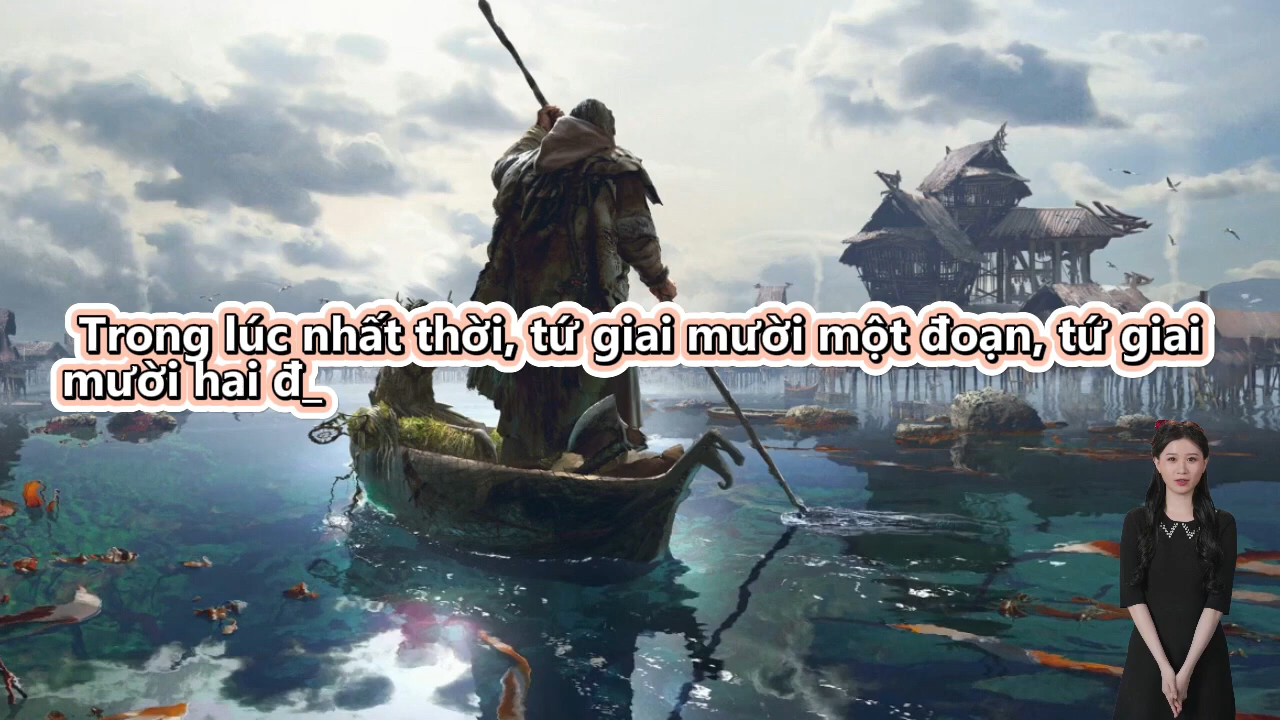 Trong lúc nhất thời, tứ giai mười một đoạn, tứ giai
mười hai đ_